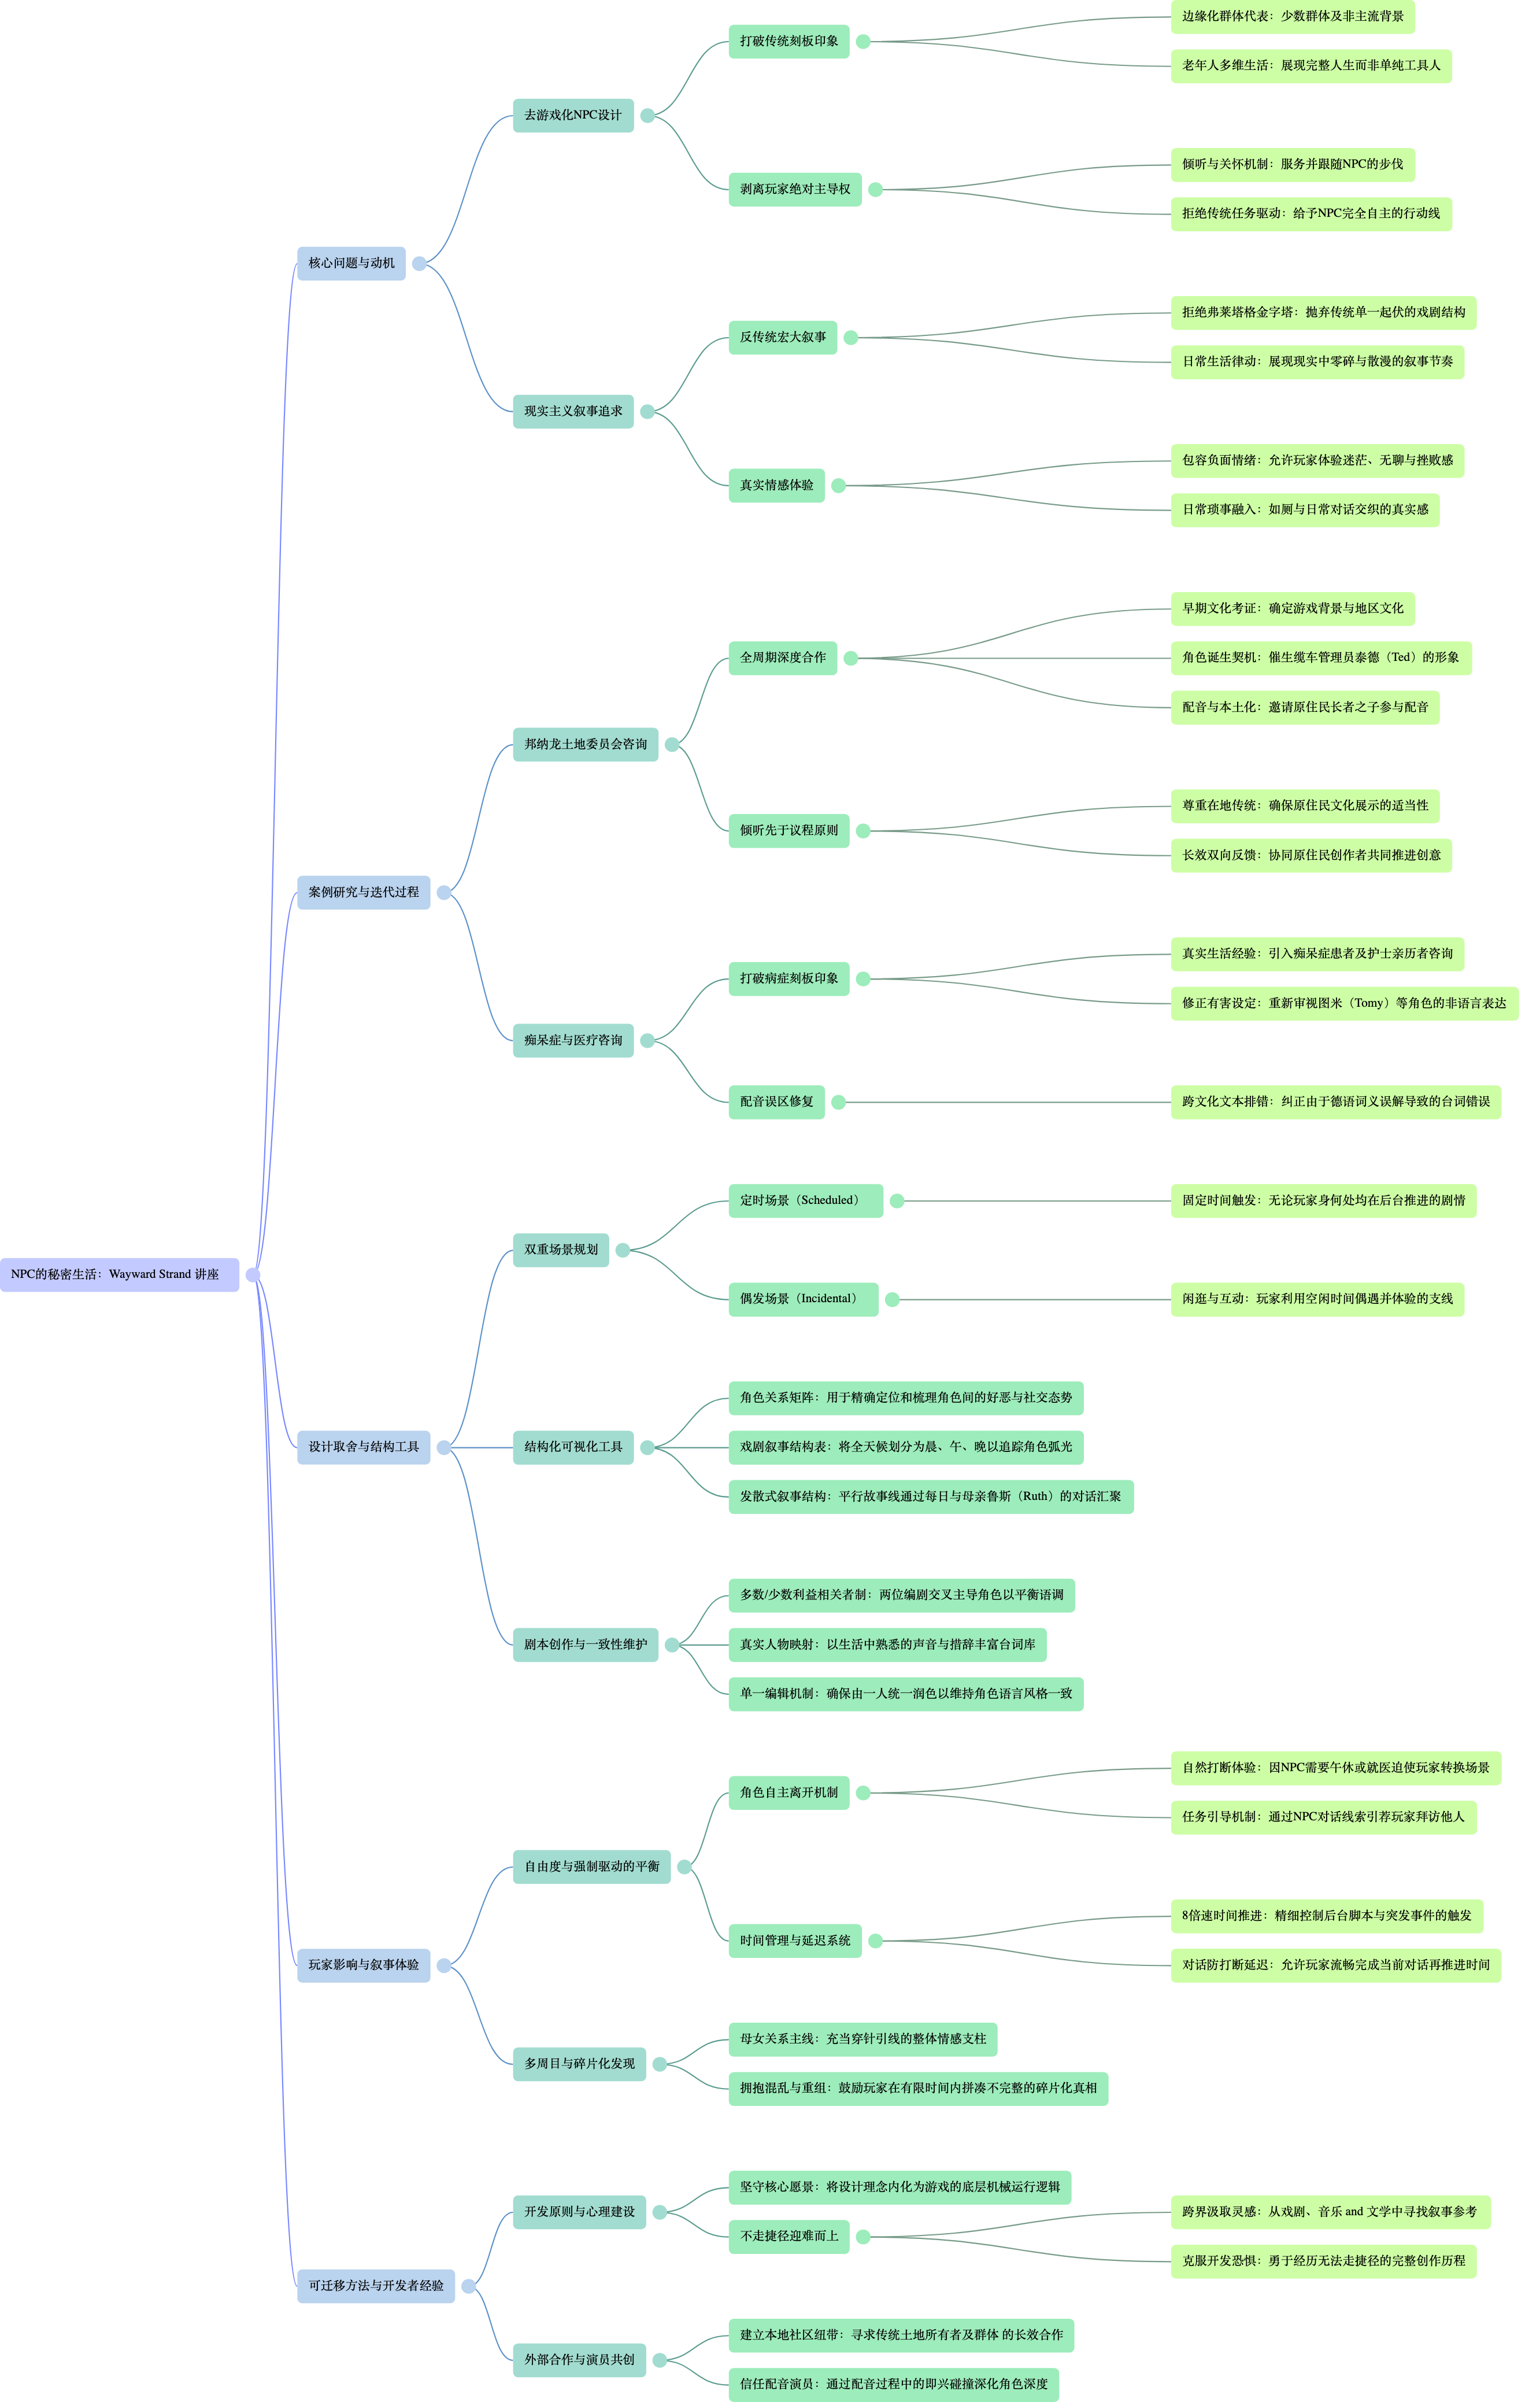 NPC的秘密生活：Wayward Strand 讲座
核心问题与动机
去游戏化NPC设计
打破传统刻板印象
边缘化群体代表：少数群体及非主流背景
老年人多维生活：展现完整人生而非单纯工具人
剥离玩家绝对主导权
倾听与关怀机制：服务并跟随NPC的步伐
拒绝传统任务驱动：给予NPC完全自主的行动线
现实主义叙事追求
反传统宏大叙事
拒绝弗莱塔格金字塔：抛弃传统单一起伏的戏剧结构
日常生活律动：展现现实中零碎与散漫的叙事节奏
真实情感体验
包容负面情绪：允许玩家体验迷茫、无聊与挫败感
日常琐事融入：如厕与日常对话交织的真实感
案例研究与迭代过程
邦纳龙土地委员会咨询
全周期深度合作
早期文化考证：确定游戏背景与地区文化
角色诞生契机：催生缆车管理员泰德（Ted）的形象
配音与本土化：邀请原住民长者之子参与配音
倾听先于议程原则
尊重在地传统：确保原住民文化展示的适当性
长效双向反馈：协同原住民创作者共同推进创意
痴呆症与医疗咨询
打破病症刻板印象
真实生活经验：引入痴呆症患者及护士亲历者咨询
修正有害设定：重新审视图米（Tomy）等角色的非语言表达
配音误区修复
跨文化文本排错：纠正由于德语词义误解导致的台词错误
设计取舍与结构工具
双重场景规划
定时场景（Scheduled）
固定时间触发：无论玩家身何处均在后台推进的剧情
偶发场景（Incidental）
闲逛与互动：玩家利用空闲时间偶遇并体验的支线
结构化可视化工具
角色关系矩阵：用于精确定位和梳理角色间的好恶与社交态势
戏剧叙事结构表：将全天候划分为晨、午、晚以追踪角色弧光
发散式叙事结构：平行故事线通过每日与母亲鲁斯（Ruth）的对话汇聚
剧本创作与一致性维护
多数/少数利益相关者制：两位编剧交叉主导角色以平衡语调
真实人物映射：以生活中熟悉的声音与措辞丰富台词库
单一编辑机制：确保由一人统一润色以维持角色语言风格一致
玩家影响与叙事体验
自由度与强制驱动的平衡
角色自主离开机制
自然打断体验：因NPC需要午休或就医迫使玩家转换场景
任务引导机制：通过NPC对话线索引荐玩家拜访他人
时间管理与延迟系统
8倍速时间推进：精细控制后台脚本与突发事件的触发
对话防打断延迟：允许玩家流畅完成当前对话再推进时间
多周目与碎片化发现
母女关系主线：充当穿针引线的整体情感支柱
拥抱混乱与重组：鼓励玩家在有限时间内拼凑不完整的碎片化真相
可迁移方法与开发者经验
开发原则与心理建设
坚守核心愿景：将设计理念内化为游戏的底层机械运行逻辑
不走捷径迎难而上
跨界汲取灵感：从戏剧、音乐 and 文学中寻找叙事参考
克服开发恐惧：勇于经历无法走捷径的完整创作历程
外部合作与演员共创
建立本地社区纽带：寻求传统土地所有者及群体 的长效合作
信任配音演员：通过配音过程中的即兴碰撞深化角色深度